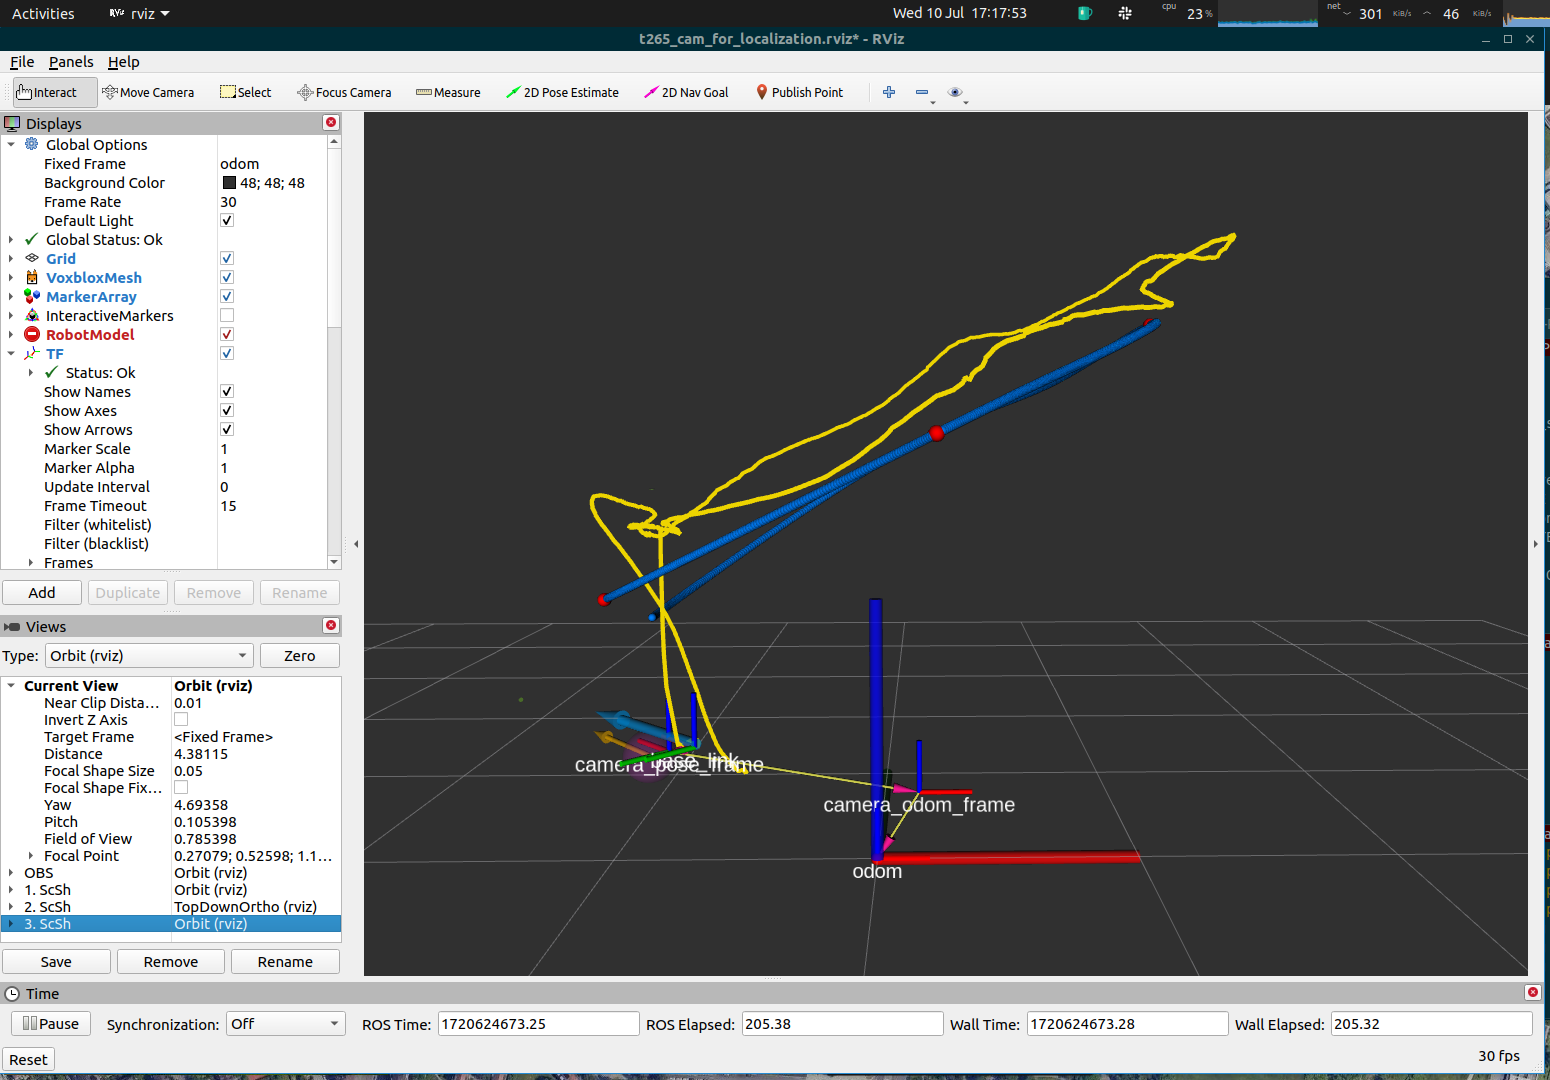 Activities RViz rviz Wed 10 Jul 17:17:53 cpu 23 % net 301 KiB/s 46 KiB/s
t265_cam_for_localization.rviz* - RViz
File Panels Help
Interact Move Camera Select Focus Camera Measure 2D Pose Estimate 2D Nav Goal Publish Point
Displays
Global Options
Fixed Frame odom
Background Color 48; 48; 48
Frame Rate 30
Default Light
Global Status: Ok
Grid
VoxbloxMesh
MarkerArray
InteractiveMarkers
RobotModel
TF
Status: Ok
Show Names
Show Axes
Show Arrows
Marker Scale 1
Marker Alpha 1
Update Interval 0
Frame Timeout 15
Filter (whitelist)
Filter (blacklist)
Frames
Add Duplicate Remove Rename
Views
Type: Orbit (rviz) Zero
Current View Orbit (rviz)
Near Clip Dista... 0.01
Invert Z Axis
Target Frame <Fixed Frame>
Distance 4.38115
Focal Shape Size 0.05
Focal Shape Fix...
Yaw 4.69358
Pitch 0.105398
Field of View 0.785398
Focal Point 0.27079; 0.52598; 1.1...
OBS Orbit (rviz)
1. ScSh Orbit (rviz)
2. ScSh TopDownOrtho (rviz)
3. ScSh Orbit (rviz)
Save Remove Rename
base_link
camera_pose_frame
camera_odom_frame
odom
Time
Pause Synchronization: Off ROS Time: 1720624673.25 ROS Elapsed: 205.38 Wall Time: 1720624673.28 Wall Elapsed: 205.32
Reset 30 fps